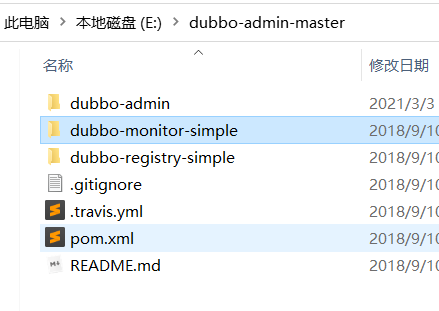 此电脑 本地磁盘 (E:) dubbo-admin-master
名称 修改日期
dubbo-admin 2021/3/3
dubbo-monitor-simple 2018/9/10
dubbo-registry-simple 2018/9/10
.gitignore 2018/9/10
.travis.yml 2018/9/10
pom.xml 2018/9/10
README.md 2018/9/10